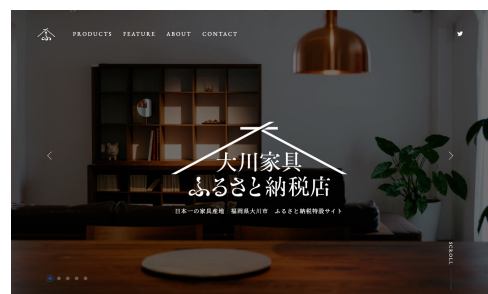 PRODUCTS FEATURE ABOUT CONTACT
大川家具
ふるさと納税店
日本一の家具産地 福岡県大川市 ふるさと納税特設サイト
SCROLL